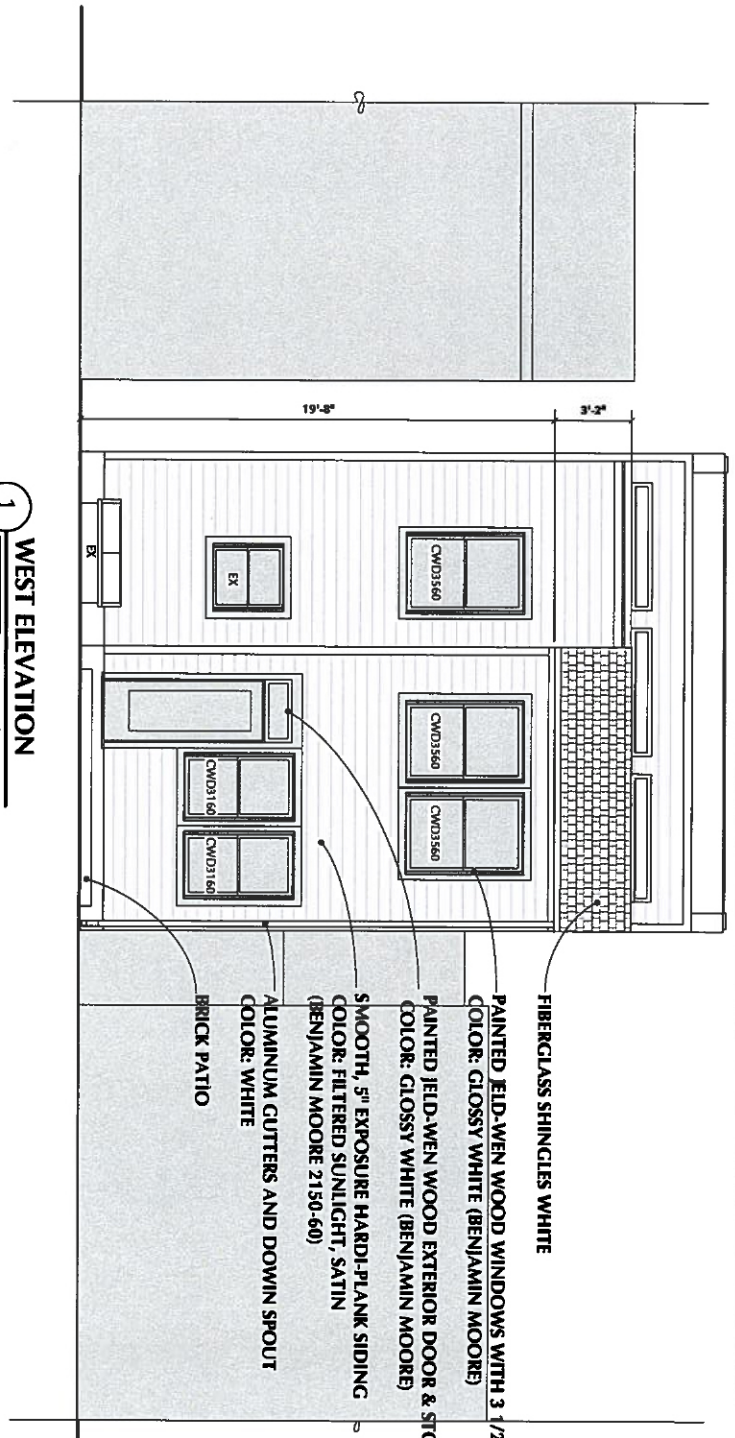 FIBERGLASS SHINGLES WHITE
PAINTED JELD-WEN WOOD WINDOWS WITH 3 1/2
COLOR: GLOSSY WHITE (BENJAMIN MOORE)
PAINTED JELD-WEN WOOD EXTERIOR DOOR &
COLOR: GLOSSY WHITE (BENJAMIN MOORE)
SMOOTH, 5" EXPOSURE HARDI-PLANK SIDING
COLOR: FILTERED SUNLIGHT, SATIN
(BENJAMIN MOORE 2150-60)
ALUMINUM GUTTERS AND DOWIN SPOUT
COLOR: WHITE
BRICK PATIO
3'-2"
19'-8"
CWD3560
CWD3560
CWD3560
EX
CWD3160
CWD3160
EX
1
WEST ELEVATION